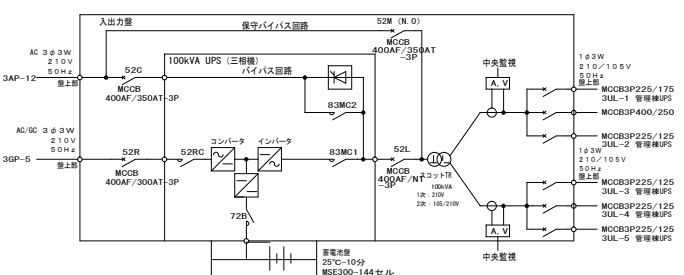 入出力盤
保守バイパス回路
52M (N.O)
MCCB
400AF/350AT
-3P
AC 3φ3W
210V
50Hz
盤上部
3AP-12
52C
MCCB
400AF/350AT-3P
100kVA UPS (三相機)
バイパス回路
83MC2
AC/GC 3φ3W
210V
50Hz
盤上部
3GP-5
52R
MCCB
400AF/300AT-3P
52RC
コンバータ
インバータ
83MC1
72B
52L
MCCB
400AF/NT
-3P
スコットTR
100kVA
1次：210V
2次：105/210V
中央監視
A, V
A, V
中央監視
1φ3W
210/105V
50Hz
盤上部
MCCB3P225/175
3UL-1 管理棟UPS
MCCB3P400/250
MCCB3P225/125
3UL-2 管理棟UPS
1φ3W
210/105V
50Hz
盤上部
MCCB3P225/125
3UL-3 管理棟UPS
MCCB3P225/125
3UL-4 管理棟UPS
MCCB3P225/125
3UL-5 管理棟UPS
蓄電池盤
25℃-10分
MSE300-144セル